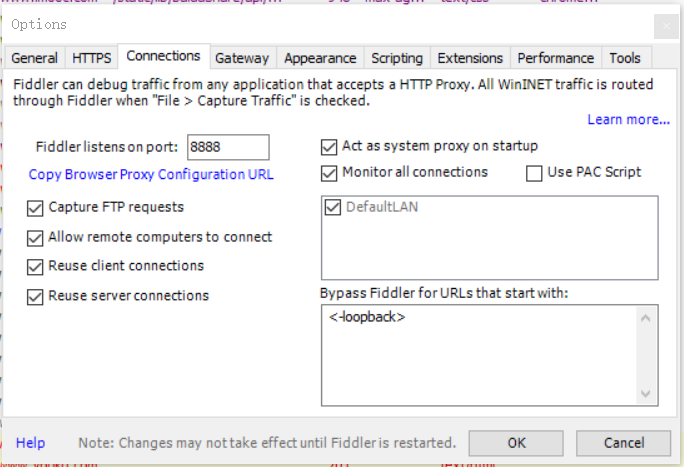 Options
General HTTPS Connections Gateway Appearance Scripting Extensions Performance Tools
Fiddler can debug traffic from any application that accepts a HTTP Proxy. All WinINET traffic is routed
through Fiddler when "File > Capture Traffic" is checked.
Learn more...
Fiddler listens on port: 8888
Act as system proxy on startup
Copy Browser Proxy Configuration URL
Monitor all connections
Use PAC Script
Capture FTP requests
DefaultLAN
Allow remote computers to connect
Reuse client connections
Reuse server connections
Bypass Fiddler for URLs that start with:
<-loopback>
Help
Note: Changes may not take effect until Fiddler is restarted.
OK
Cancel